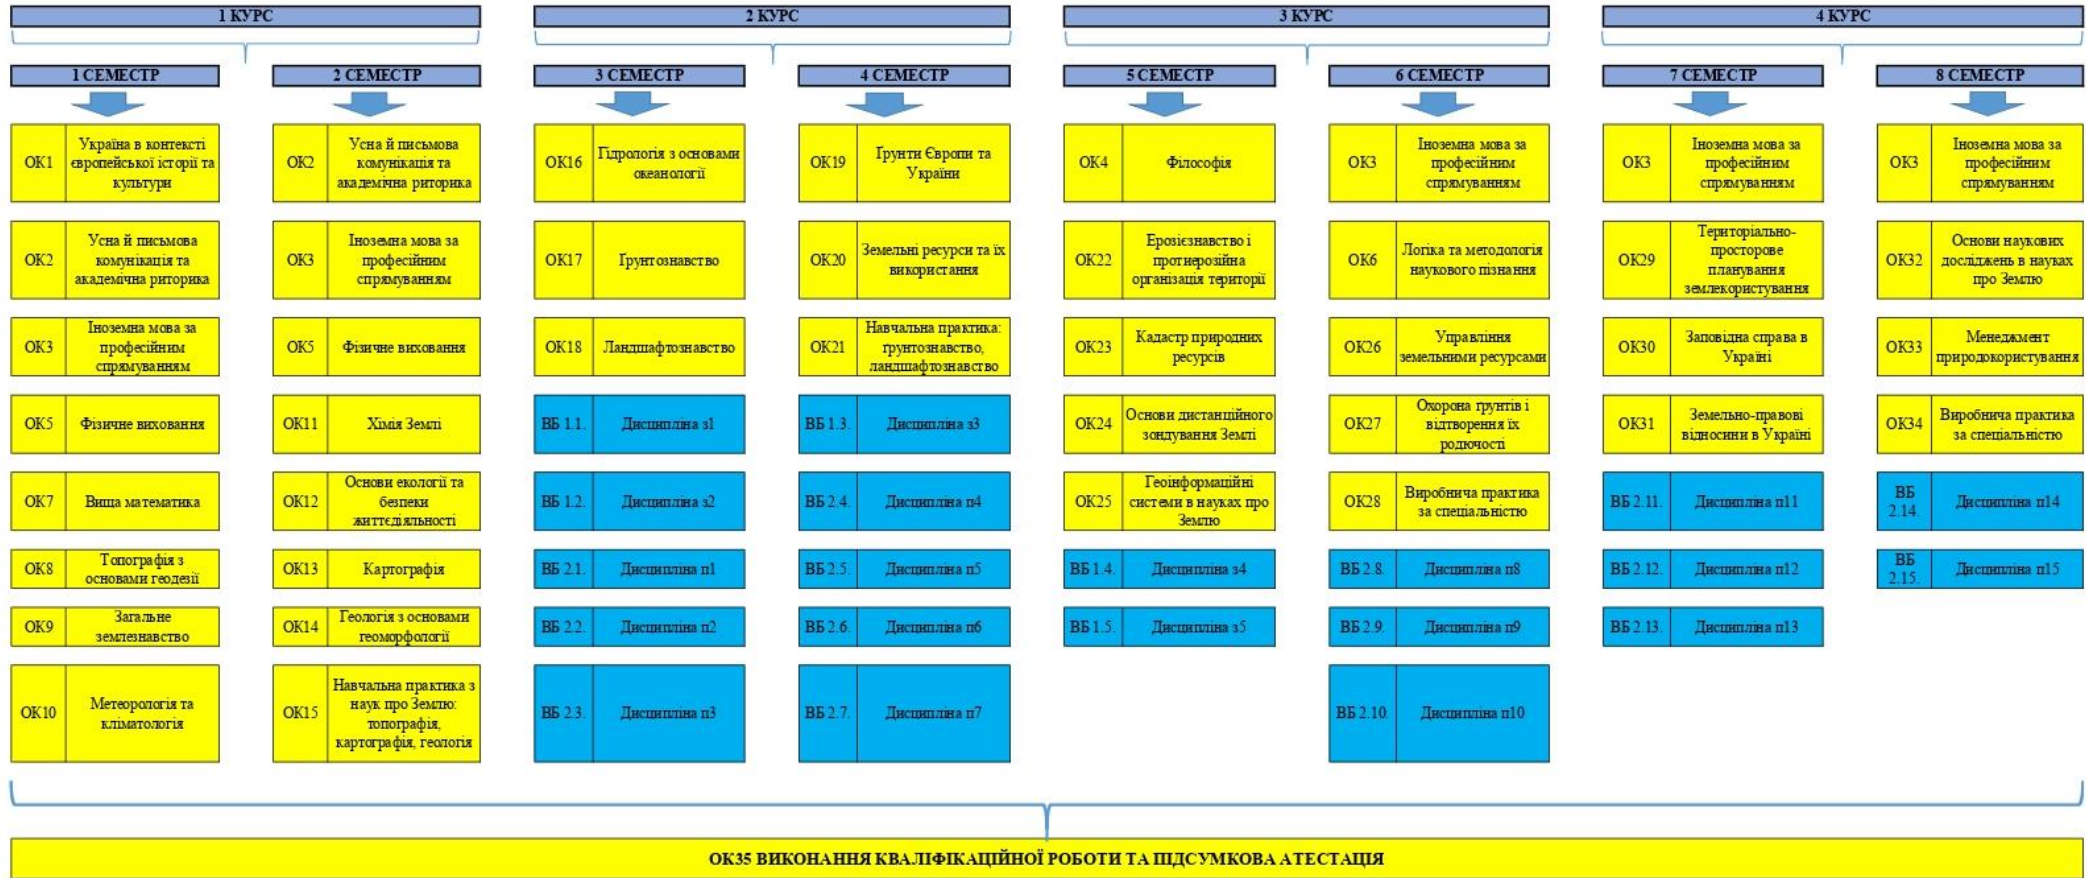 1 КУРС
2 КУРС
3 КУРС
4 КУРС
1 СЕМЕСТР
2 СЕМЕСТР
3 СЕМЕСТР
4 СЕМЕСТР
5 СЕМЕСТР
6 СЕМЕСТР
7 СЕМЕСТР
8 СЕМЕСТР
ОК1
Україна в контексті
європейської історії та
культури
ОК2
Усна й письмова
комунікація та
академічна риторика
ОК16
Гідрологія з основами
океанології
ОК19
Ґрунти Європи та
України
ОК4
Філософія
ОК3
Іноземна мова за
професійним
спрямуванням
ОК3
Іноземна мова за
професійним
спрямуванням
ОК3
Іноземна мова за
професійним
спрямуванням
ОК2
Усна й письмова
комунікація та
академічна риторика
ОК3
Іноземна мова за
професійним
спрямуванням
ОК17
Ґрунтознавство
ОК20
Земельні ресурси та їх
використання
ОК22
Ерозієзнавство і
протиерозійна
організація території
ОК6
Логіка та методологія
наукового пізнання
ОК29
Територіально-
просторове
планування
землекористування
ОК32
Основи наукових
досліджень в науках
про Землю
ОК3
Іноземна мова за
професійним
спрямуванням
ОК5
Фізичне виховання
ОК18
Ландшафтознавство
ОК21
Навчальна практика:
ґрунтознавство,
ландшафтознавство
ОК23
Кадастр природних
ресурсів
ОК26
Управління
земельними ресурсами
ОК30
Заповідна справа в
Україні
ОК33
Менеджмент
природокористування
ОК5
Фізичне виховання
ОК11
Хімія Землі
ВБ 1.1.
Дисципліна з1
ВБ 1.3.
Дисципліна з3
ОК24
Основи дистанційного
зондування Землі
ОК27
Охорона ґрунтів і
відтворення їх
родючості
ОК31
Земельно-правові
відносини в Україні
ОК34
Виробнича практика
за спеціальністю
ОК7
Вища математика
ОК12
Основи екології та
безпеки
життєдіяльності
ВБ 1.2.
Дисципліна з2
ВБ 2.4.
Дисципліна п4
ОК25
Геоінформаційні
системи в науках про
Землю
ОК28
Виробнича практика
за спеціальністю
ВБ 2.11.
Дисципліна п11
ВБ
2.14.
Дисципліна п14
ОК8
Топографія з
основами геодезії
ОК13
Картографія
ВБ 2.1.
Дисципліна п1
ВБ 2.5.
Дисципліна п5
ВБ 1.4.
Дисципліна з4
ВБ 2.8.
Дисципліна п8
ВБ 2.12.
Дисципліна п12
ВБ
2.15.
Дисципліна п15
ОК9
Загальне
землезнавство
ОК14
Геологія з основами
геоморфології
ВБ 2.2.
Дисципліна п2
ВБ 2.6.
Дисципліна п6
ВБ 1.5.
Дисципліна з5
ВБ 2.9.
Дисципліна п9
ВБ 2.13.
Дисципліна п13
ОК10
Метеорологія та
кліматологія
ОК15
Навчальна практика з
наук про Землю:
топографія,
картографія, геологія
ВБ 2.3.
Дисципліна п3
ВБ 2.7.
Дисципліна п7
ВБ 2.10.
Дисципліна п10
ОК35 ВИКОНАННЯ КВАЛІФІКАЦІЙНОЇ РОБОТИ ТА ПІДСУМКОВА АТЕСТАЦІЯ